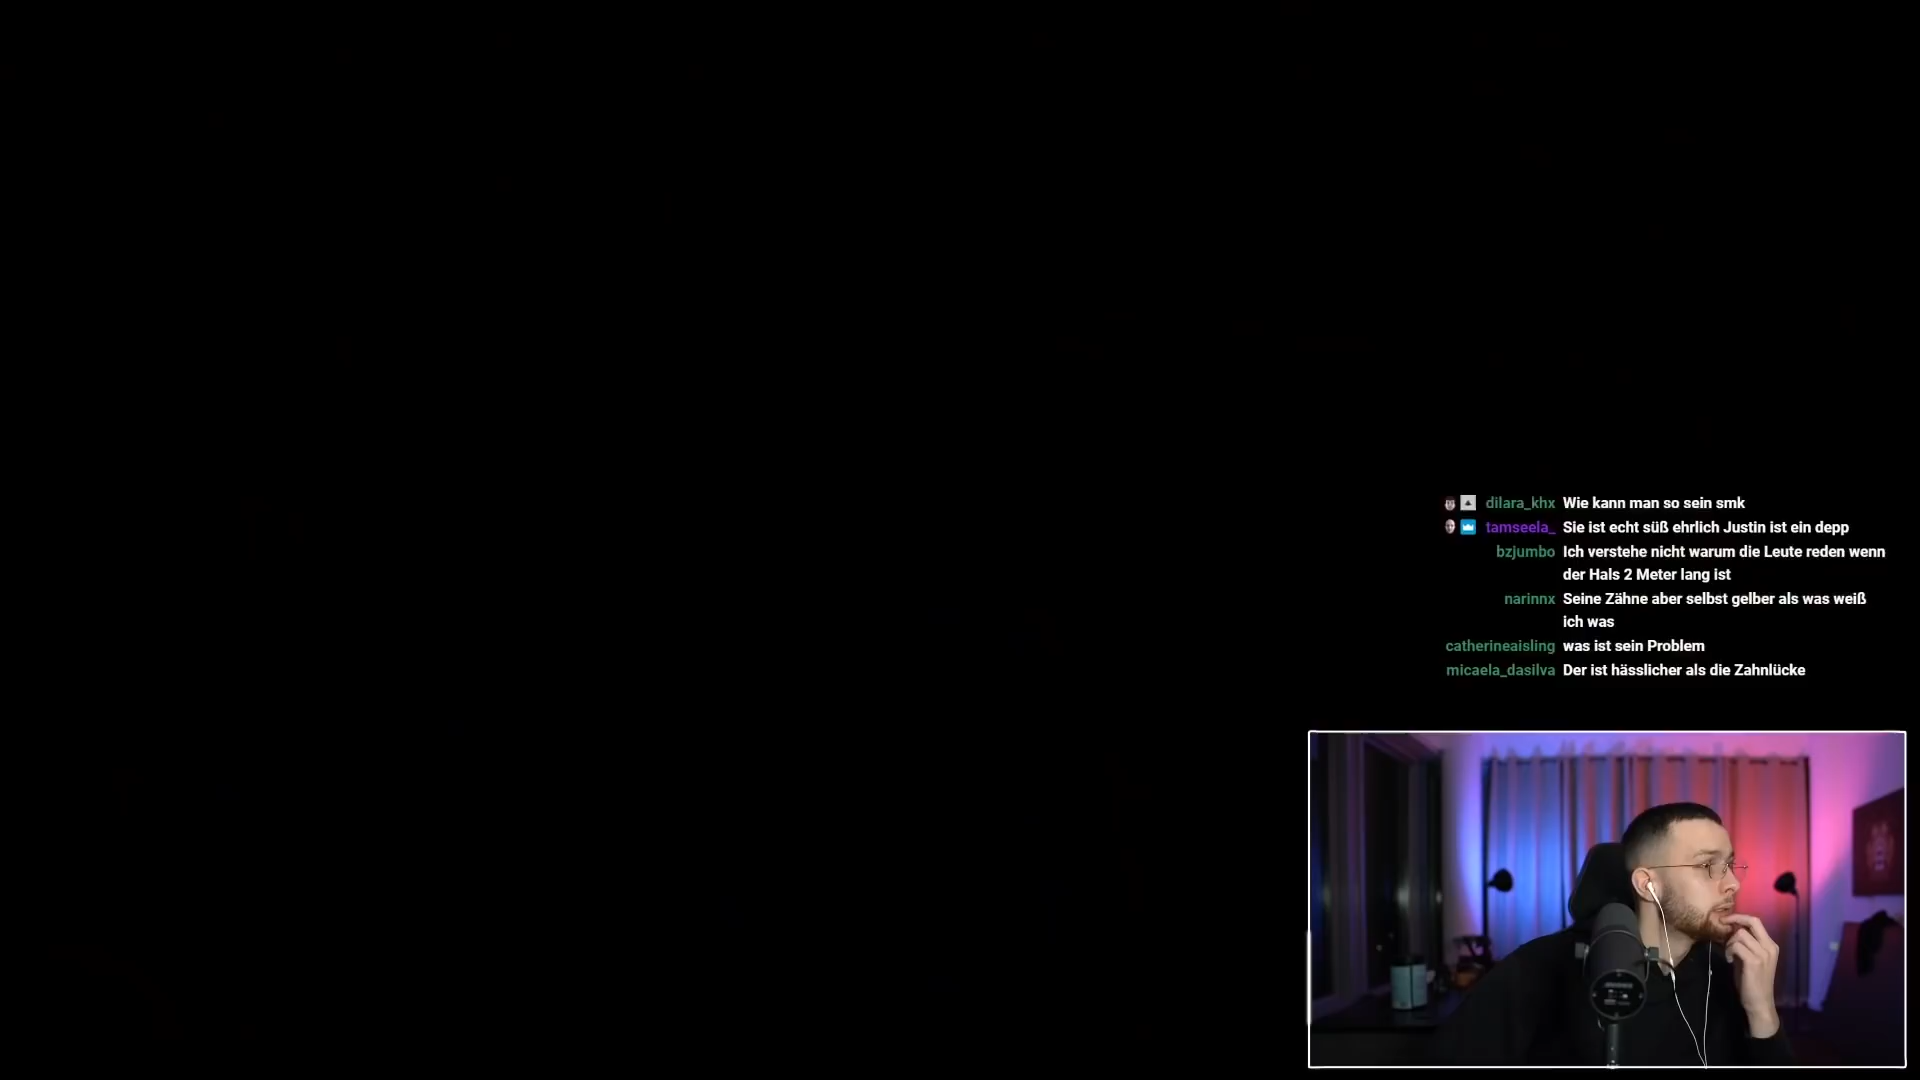 dilara_khx Wie kann man so sein smk
tamseela_ Sie ist echt süß ehrlich Justin ist ein depp
bzjumbo Ich verstehe nicht warum die Leute reden wenn
der Hals 2 Meter lang ist
narinnx Seine Zähne aber selbst gelber als was weiß
ich was
catherineaisling was ist sein Problem
micaela_dasilva Der ist hässlicher als die Zahnlücke